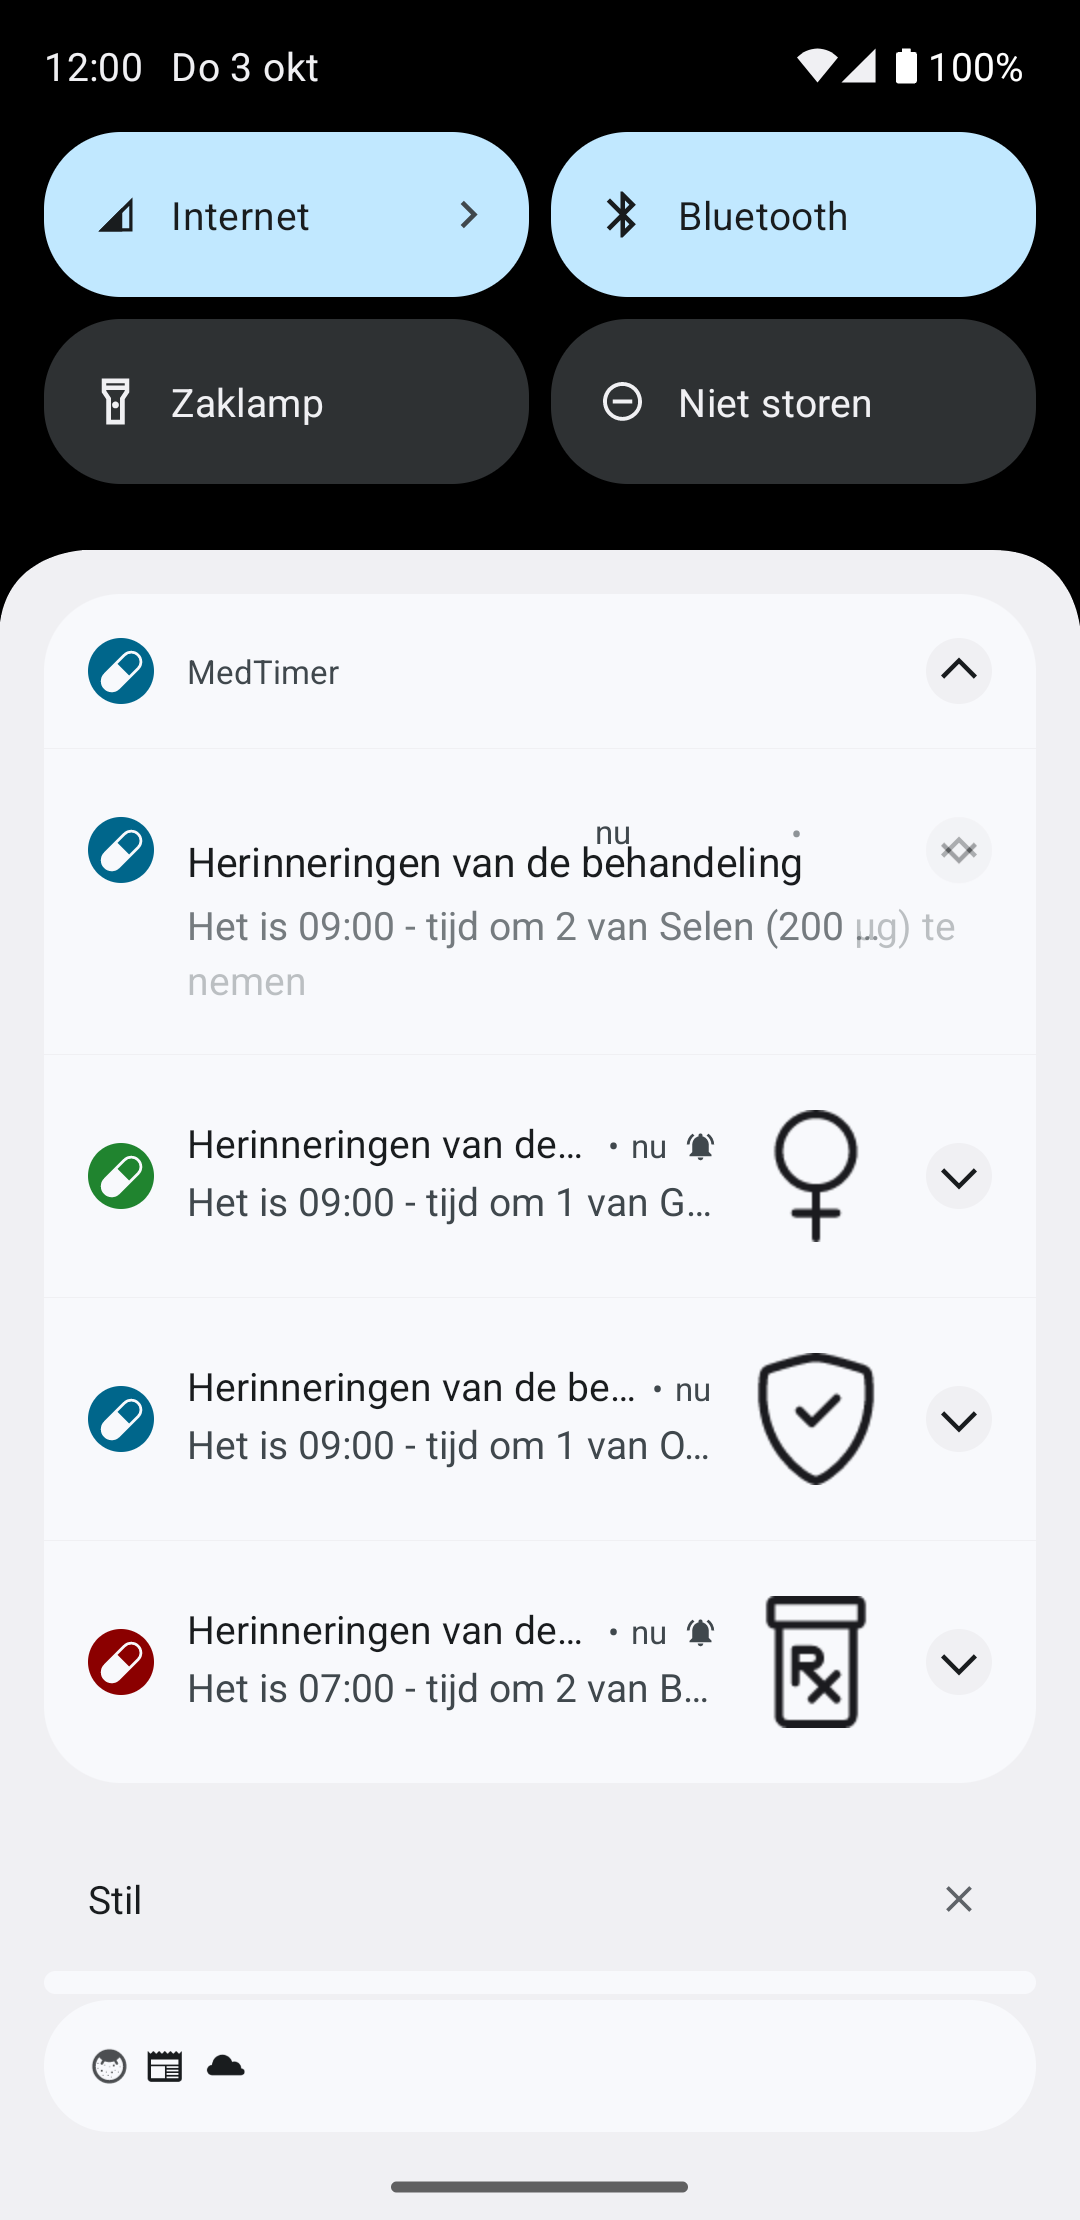 12:00 Do 3 okt 100%
Internet
Bluetooth
Zaklamp
Niet storen
MedTimer
nu •
Herinneringen van de behandeling
Het is 09:00 - tijd om 2 van Selen (200 µg) te
nemen
Herinneringen van de… • nu
Het is 09:00 - tijd om 1 van G…
Herinneringen van de be… • nu
Het is 09:00 - tijd om 1 van O…
Herinneringen van de… • nu
Het is 07:00 - tijd om 2 van B…
Rx
Stil